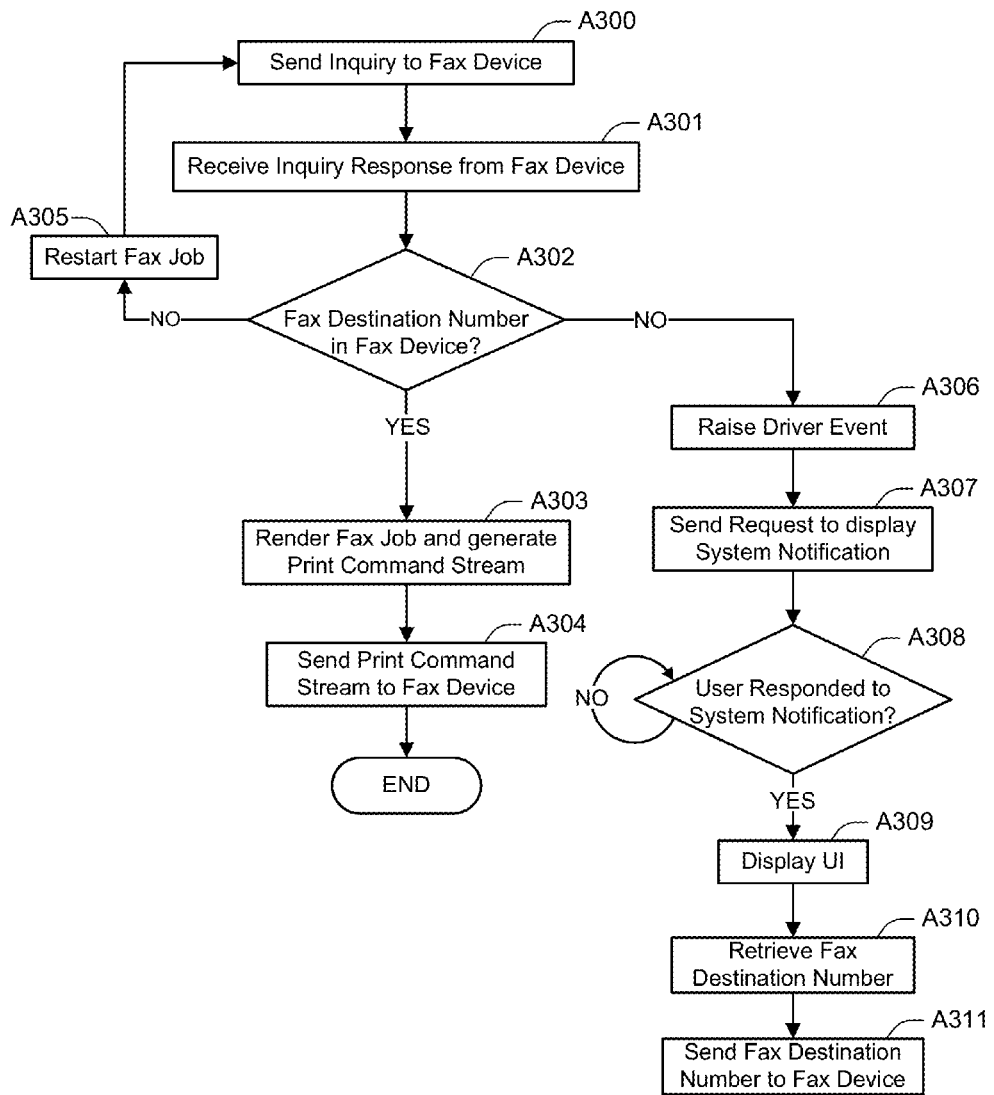 A300
Send Inquiry to Fax Device
A301
Receive Inquiry Response from Fax Device
A305
Restart Fax Job
A302
Fax Destination Number
in Fax Device?
NO
NO
YES
A306
Raise Driver Event
A303
Render Fax Job and generate
Print Command Stream
A307
Send Request to display
System Notification
A304
Send Print Command
Stream to Fax Device
A308
User Responded to
System Notification?
NO
END
YES
A309
Display UI
A310
Retrieve Fax
Destination Number
A311
Send Fax Destination
Number to Fax Device